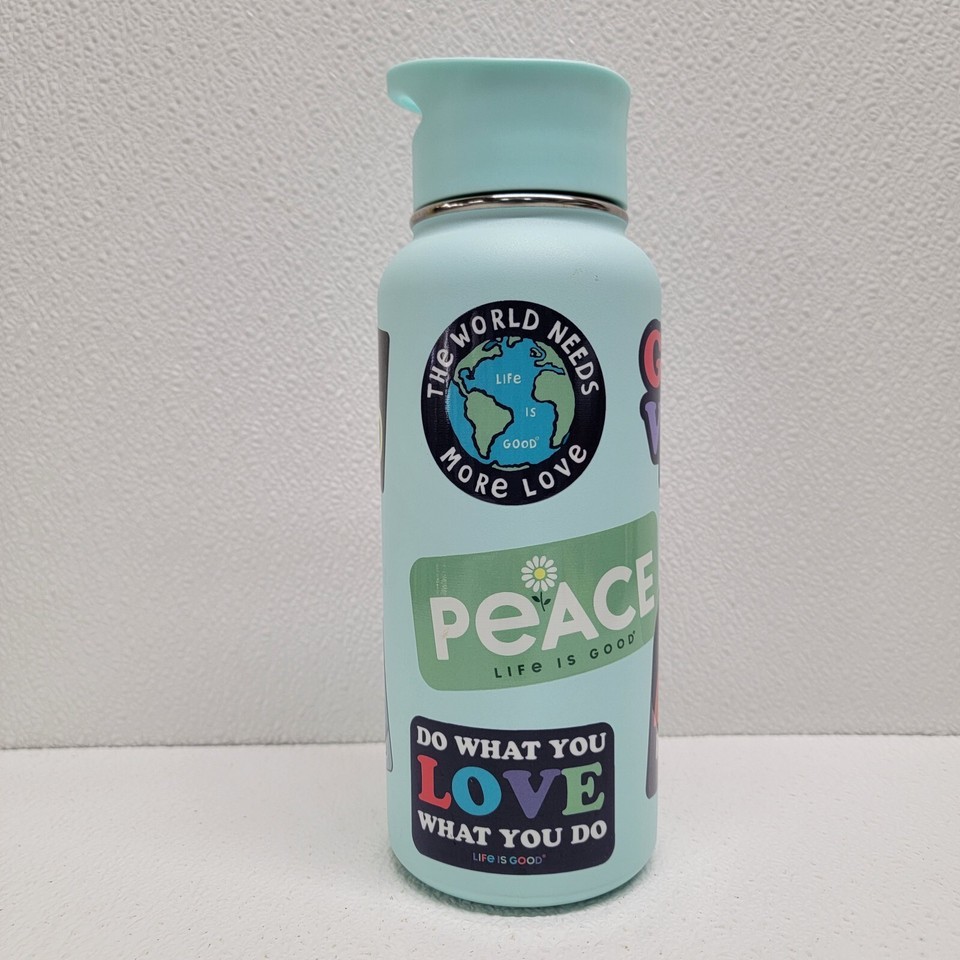 THe WORLD NEEDS
LIFe
IS
GOOD®
MORe LOVe
PeACE
LIFe IS GOOD®
DO WHAT YOU
LOVE
WHAT YOU DO
LIFe IS GOOD®